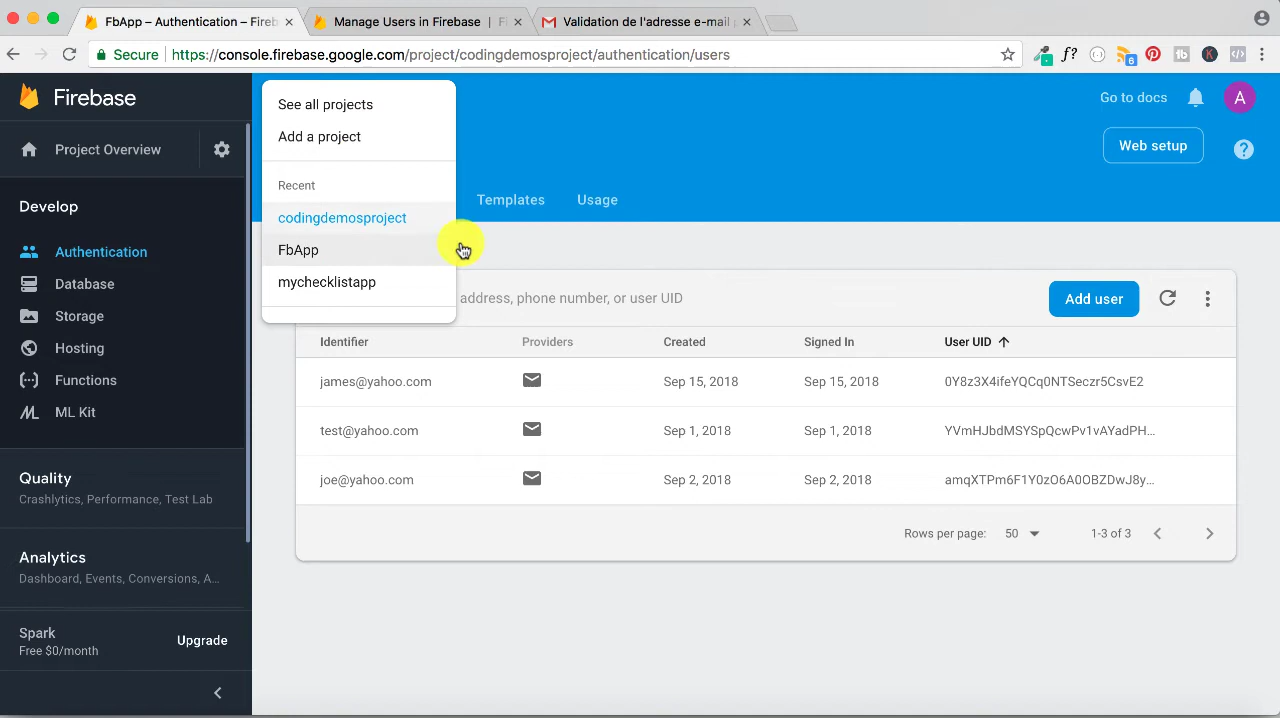 FbApp – Authentication – Fireb
Manage Users in Firebase | Fi
Validation de l'adresse e-mail p
Secure
https://console.firebase.google.com/project/codingdemosproject/authentication/users
f?
6
K
Firebase
See all projects
Add a project
Go to docs
A
Project Overview
Web setup
?
Recent
Develop
codingdemosproject
Templates
Usage
Authentication
FbApp
Database
mychecklistapp
address, phone number, or user UID
Add user
Storage
Hosting
Identifier
Providers
Created
Signed In
User UID
Functions
james@yahoo.com
Sep 15, 2018
Sep 15, 2018
0Y8z3X4ifeYQCq0NTSeczr5CsvE2
ML Kit
test@yahoo.com
Sep 1, 2018
Sep 1, 2018
YVmHJbdMSYSpQcwPv1vAYadPH...
Quality
Crashlytics, Performance, Test Lab
joe@yahoo.com
Sep 2, 2018
Sep 2, 2018
amqXTPm6F1Y0zO6A0OBZDwJ8y...
Rows per page:
50
1-3 of 3
Analytics
Dashboard, Events, Conversions, A...
Spark
Free $0/month
Upgrade